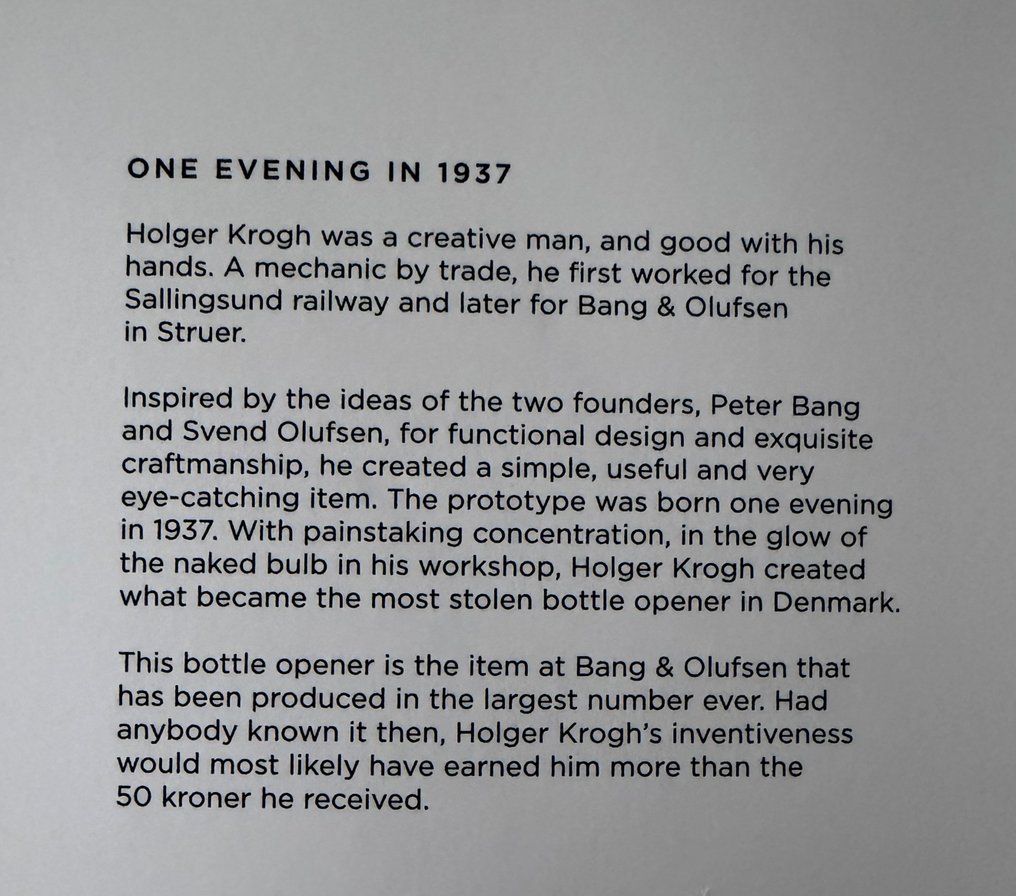 ONE EVENING IN 1937
Holger Krogh was a creative man, and good with his
hands. A mechanic by trade, he first worked for the
Sallingsund railway and later for Bang & Olufsen
in Struer.
Inspired by the ideas of the two founders, Peter Bang
and Svend Olufsen, for functional design and exquisite
craftmanship, he created a simple, useful and very
eye-catching item. The prototype was born one evening
in 1937. With painstaking concentration, in the glow of
the naked bulb in his workshop, Holger Krogh created
what became the most stolen bottle opener in Denmark.
This bottle opener is the item at Bang & Olufsen that
has been produced in the largest number ever. Had
anybody known it then, Holger Krogh’s inventiveness
would most likely have earned him more than the
50 kroner he received.